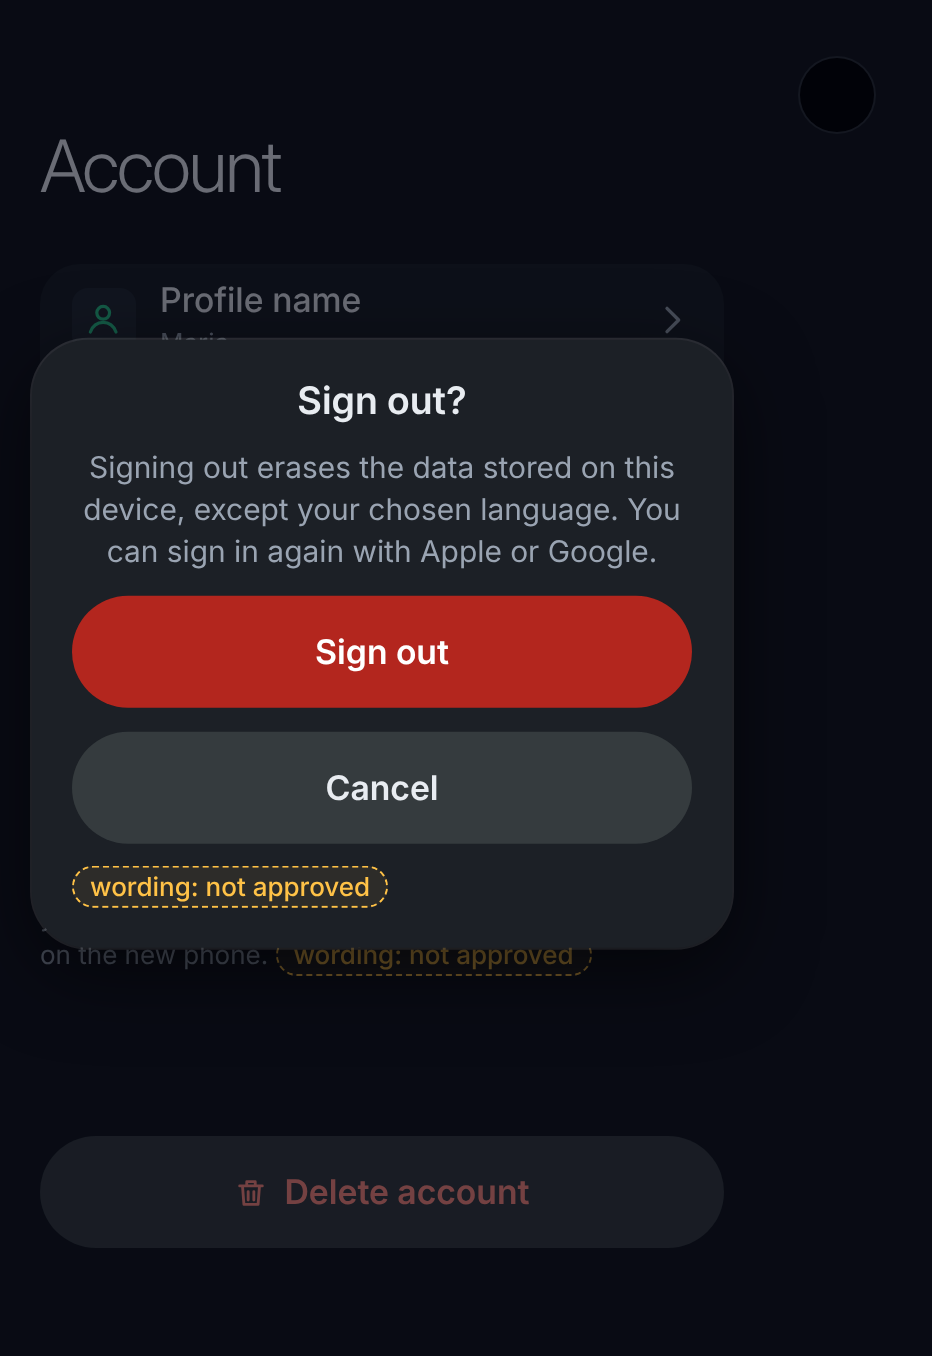 Account
Profile name
Sign out?
Signing out erases the data stored on this
device, except your chosen language. You
can sign in again with Apple or Google.
Sign out
Cancel
wording: not approved
on the new phone. wording: not approved
Delete account